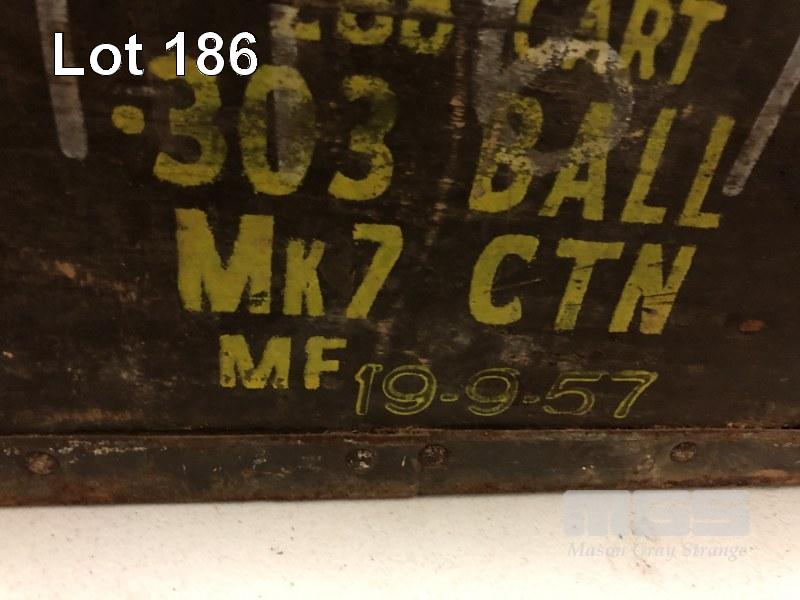 Lot 186
CART
.303 BALL
MK7 CTN
MF 19-9-57
MGS
Mason Gray Strange